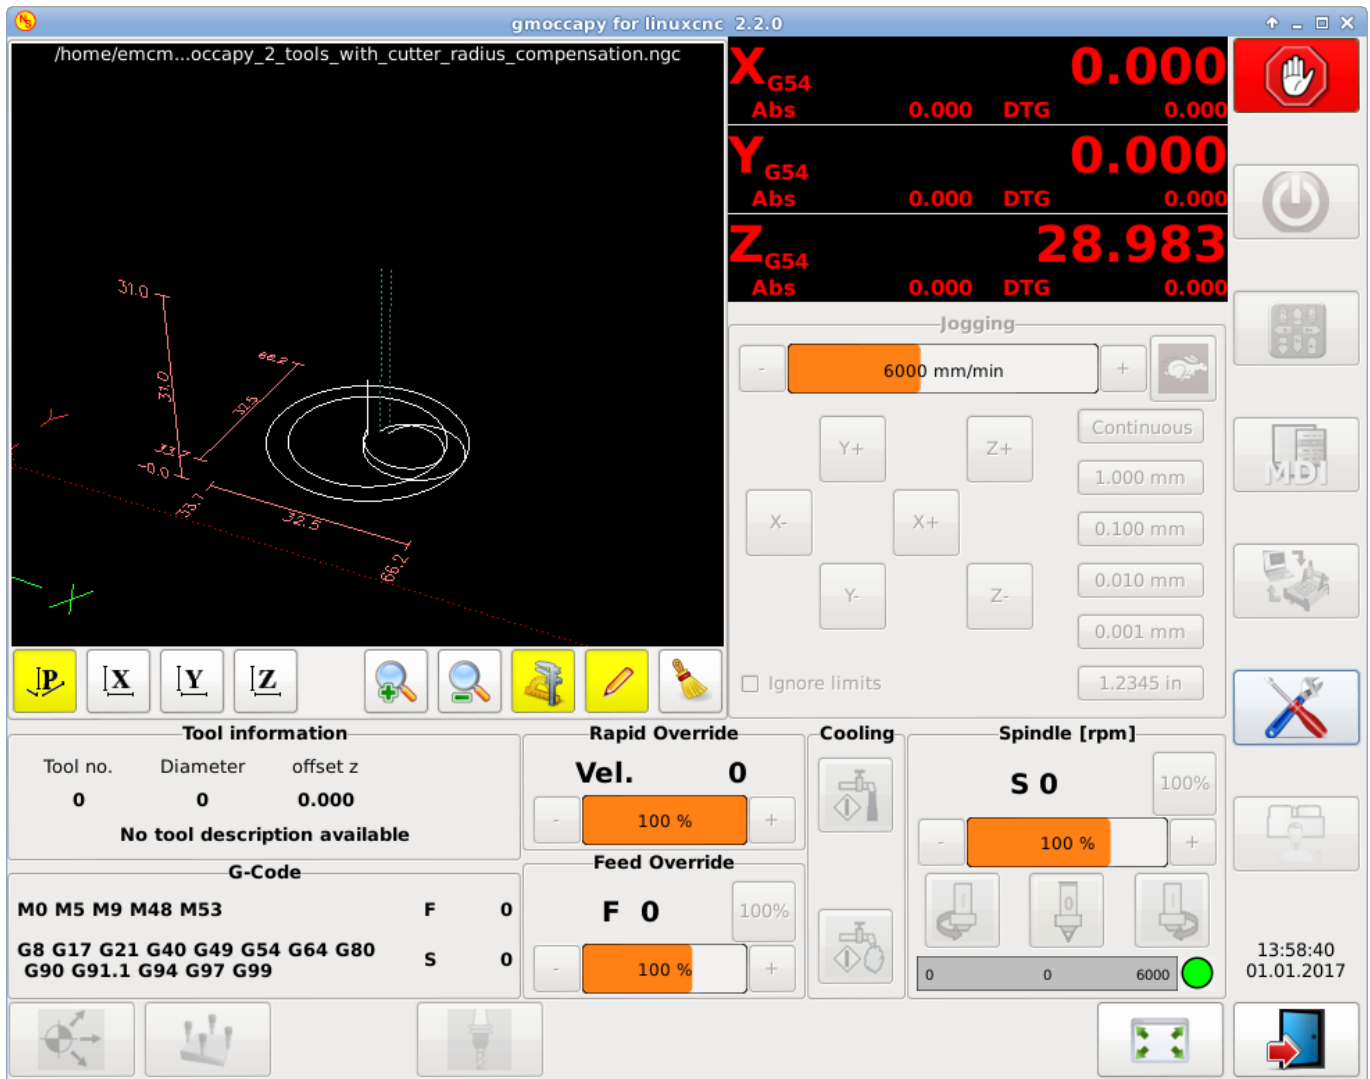 gmoccapy for linuxcnc 2.2.0
/home/emcm...occapy_2_tools_with_cutter_radius_compensation.ngc
X G54 0.000
Abs 0.000 DTG 0.000
Y G54 0.000
Abs 0.000 DTG 0.000
Z G54 28.983
Abs 0.000 DTG 0.000
31.0
31.0
66.2
32.5
33.7
-0.0
33.7
32.5
66.2
Y
X
Jogging
- 6000 mm/min +
Y+ Z+
X- X+
Y- Z-
Continuous
1.000 mm
0.100 mm
0.010 mm
0.001 mm
Ignore limits
1.2345 in
MDI
P X Y Z
Tool information
Tool no. Diameter offset z
0 0 0.000
No tool description available
G-Code
M0 M5 M9 M48 M53 F 0
G8 G17 G21 G40 G49 G54 G64 G80
G90 G91.1 G94 G97 G99
S 0
Rapid Override
Vel. 0
- 100 % +
Feed Override
F 0 100%
- 100 % +
Cooling
Spindle [rpm]
S 0 100%
- 100 % +
0
0 0 6000
13:58:40
01.01.2017